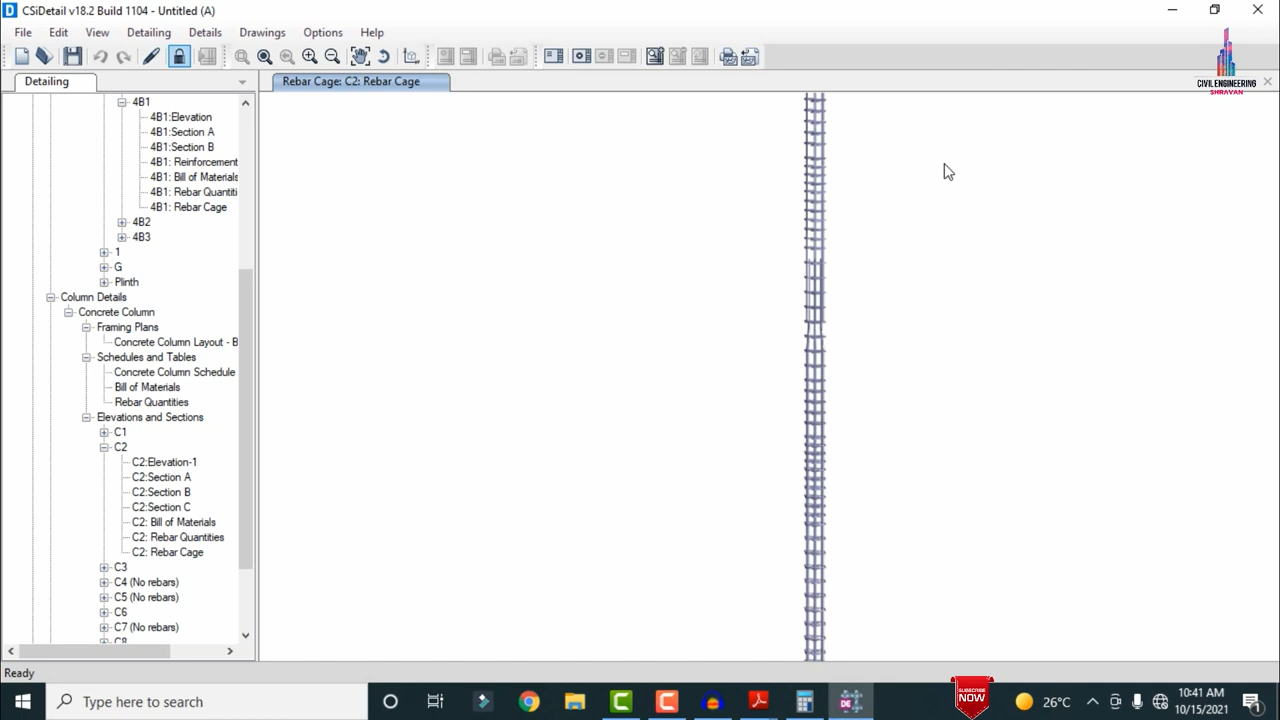 CSiDetail v18.2 Build 1104 - Untitled (A)
File Edit View Detailing Details Drawings Options Help
CIVIL ENGINEERING
SHRAVAN
Detailing
Rebar Cage: C2: Rebar Cage
4B1
4B1:Elevation
4B1:Section A
4B1:Section B
4B1: Reinforcement
4B1: Bill of Materials
4B1: Rebar Quantiti
4B1: Rebar Cage
4B2
4B3
1
G
Plinth
Column Details
Concrete Column
Framing Plans
Concrete Column Layout - B
Schedules and Tables
Concrete Column Schedule
Bill of Materials
Rebar Quantities
Elevations and Sections
C1
C2
C2:Elevation-1
C2:Section A
C2:Section B
C2:Section C
C2: Bill of Materials
C2: Rebar Quantities
C2: Rebar Cage
C3
C4 (No rebars)
C5 (No rebars)
C6
C7 (No rebars)
C8
Ready
Type here to search
DE
SUBSCRIBE
NOW
26°C
10:41 AM
10/15/2021
1